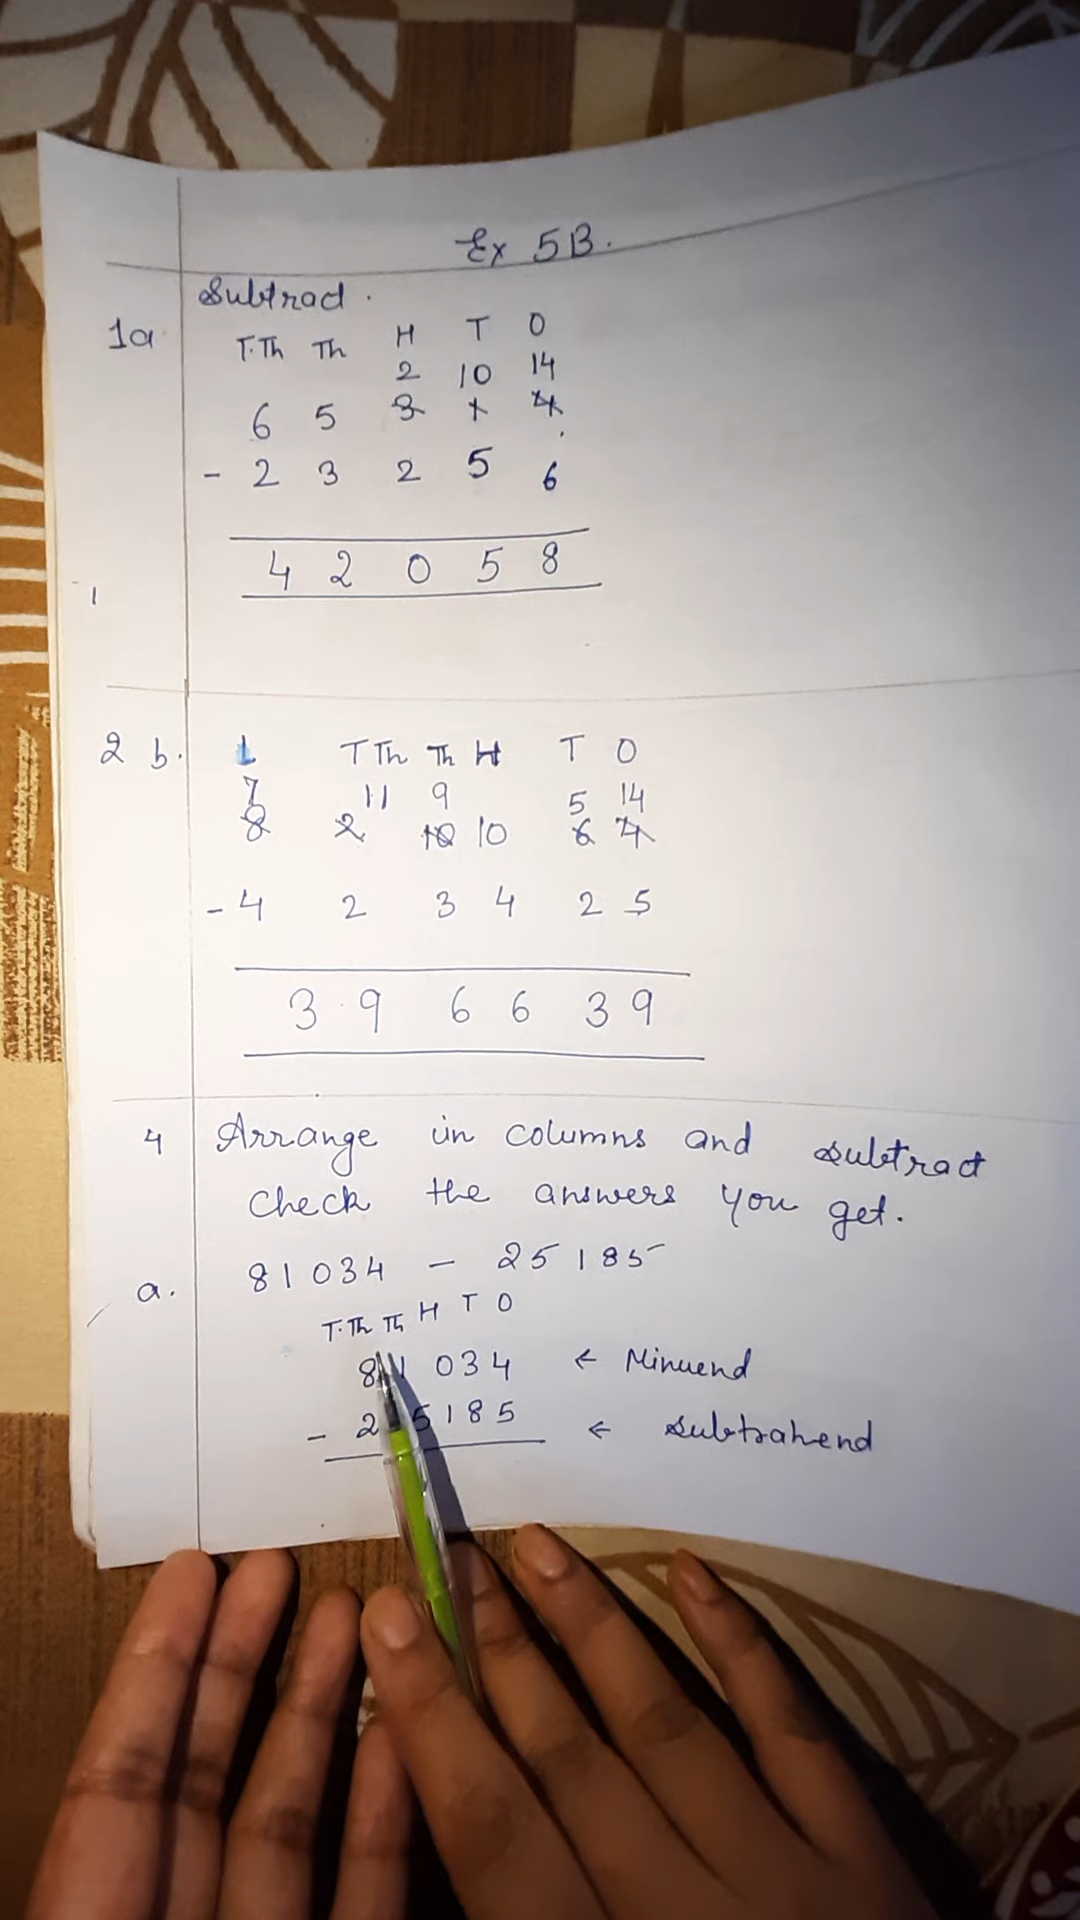 Ex 5B.
Subtract.
1a
T.Th Th H T O
2 10 14
6 5 3 1 4
- 2 3 2 5 6
4 2 0 5 8
2 b. L T Th Th H T O
7 11 9 5 14
8 2 10 10 6 4
- 4 2 3 4 2 5
3 9 6 6 3 9
4 Arrange in columns and subtract
Check the answers you get.
a. 81034 - 25185
T.Th Th H T O
81 034 ← Minuend
- 25185 ← Subtrahend